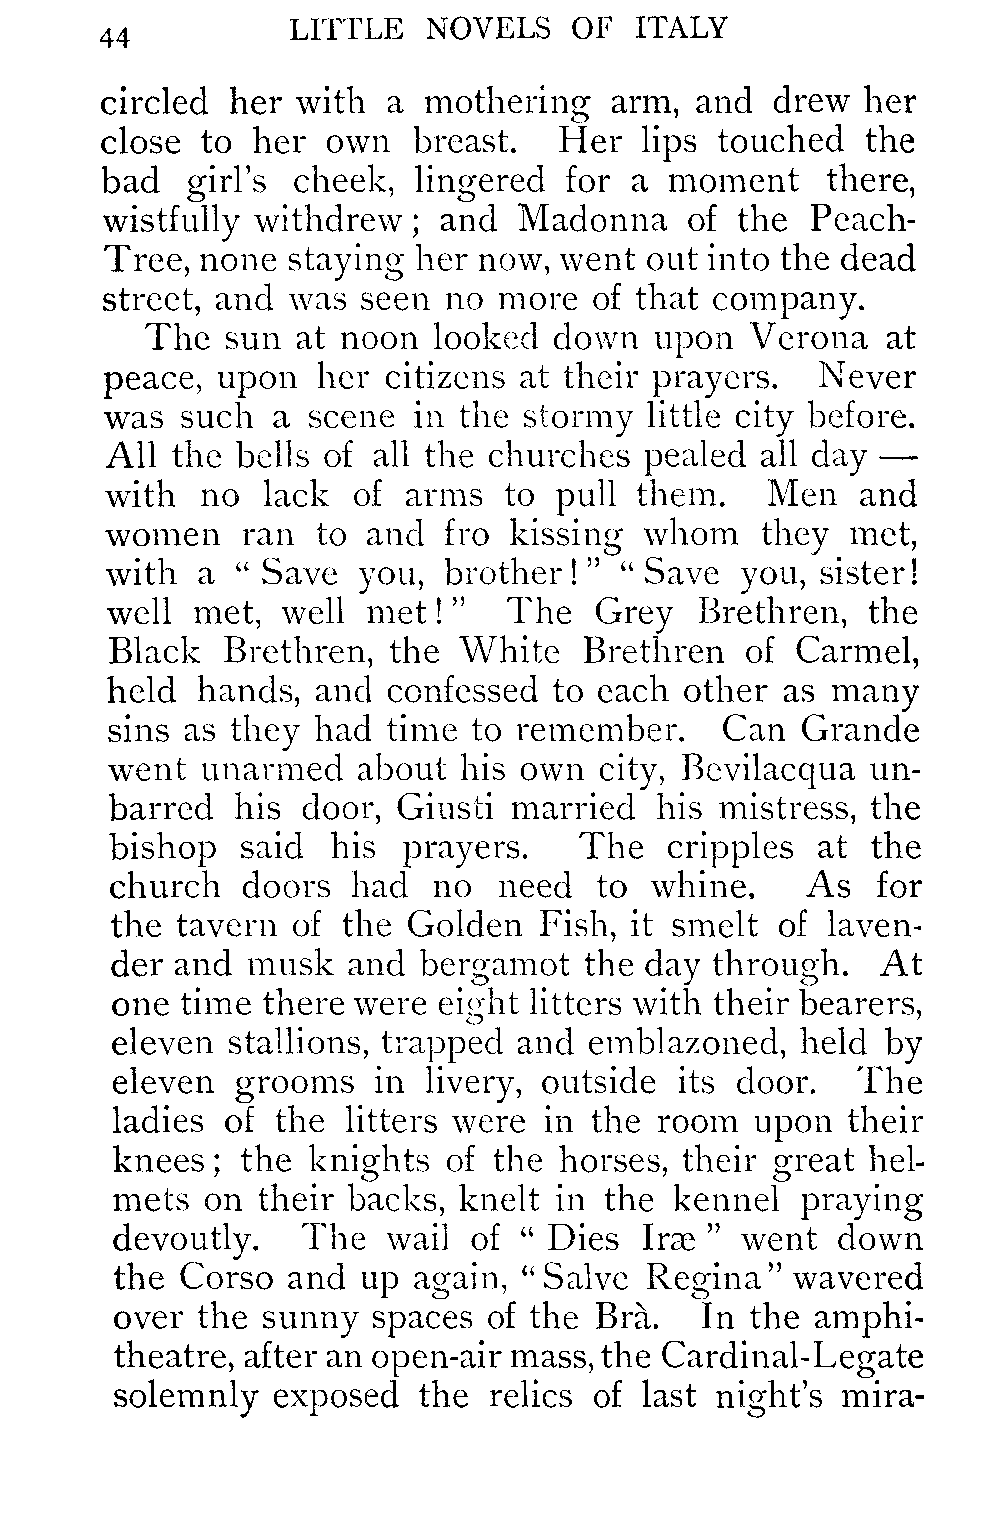 44 LITTLE NOVELS OF ITALY
circled her with a mothering arm, and drew her
close to her own breast. Her lips touched the
bad girl's cheek, lingered for a moment there,
wistfully withdrew; and Madonna of the Peach-
Tree, none staying her now, went out into the dead
street, and was seen no more of that company.
The sun at noon looked down upon Verona at
peace, upon her citizens at their prayers. Never
was such a scene in the stormy little city before.
All the bells of all the churches pealed all day —
with no lack of arms to pull them. Men and
women ran to and fro kissing whom they met,
with a “Save you, brother!” “Save you, sister!
well met, well met!” The Grey Brethren, the
Black Brethren, the White Brethren of Carmel,
held hands, and confessed to each other as many
sins as they had time to remember. Can Grande
went unarmed about his own city, Bevilacqua un-
barred his door, Giusti married his mistress, the
bishop said his prayers. The cripples at the
church doors had no need to whine. As for
the tavern of the Golden Fish, it smelt of laven-
der and musk and bergamot the day through. At
one time there were eight litters with their bearers,
eleven stallions, trapped and emblazoned, held by
eleven grooms in livery, outside its door. The
ladies of the litters were in the room upon their
knees; the knights of the horses, their great hel-
mets on their backs, knelt in the kennel praying
devoutly. The wail of “Dies Iræ” went down
the Corso and up again, “Salve Regina” wavered
over the sunny spaces of the Brà. In the amphi-
theatre, after an open-air mass, the Cardinal-Legate
solemnly exposed the relics of last night's mira-